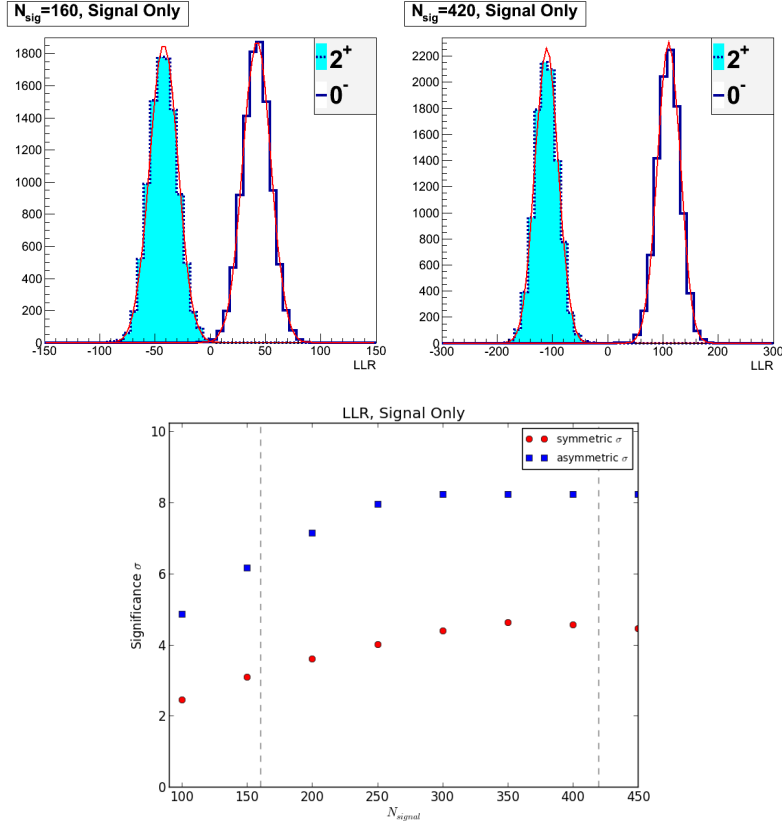 N_sig=160, Signal Only
1800
1600
1400
1200
1000
800
600
400
200
0
-150 -100 -50 0 50 100 150
LLR
2⁺
0⁻
N_sig=420, Signal Only
2200
2000
1800
1600
1400
1200
1000
800
600
400
200
0
-300 -200 -100 0 100 200 300
LLR
2⁺
0⁻
LLR, Signal Only
symmetric σ
asymmetric σ
Significance σ
10
8
6
4
2
0
100 150 200 250 300 350 400 450
N_signal